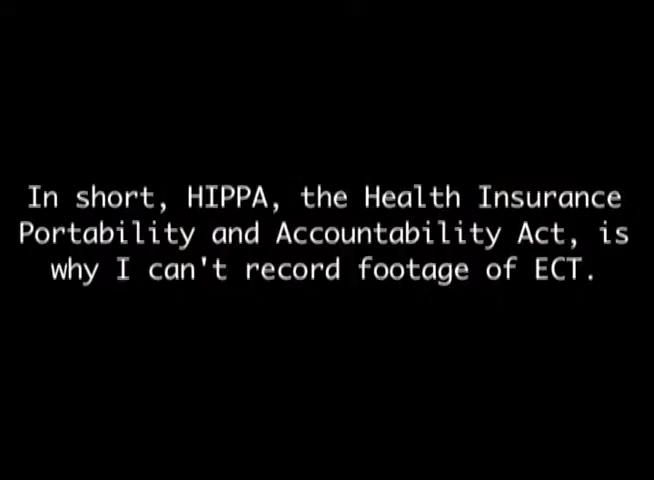 In short, HIPPA, the Health Insurance
Portability and Accountability Act, is
why I can't record footage of ECT.